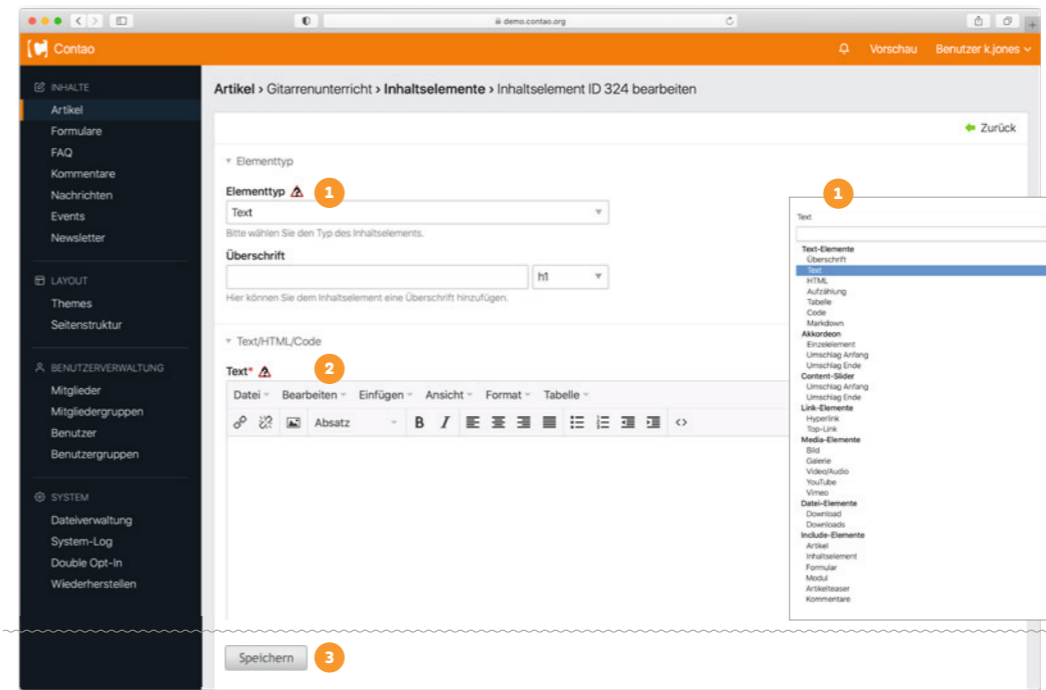 demo.contao.org
Contao
Vorschau
Benutzer k.jones
INHALTE
Artikel
Formulare
FAQ
Kommentare
Nachrichten
Events
Newsletter
LAYOUT
Themes
Seitenstruktur
BENUTZERVERWALTUNG
Mitglieder
Mitgliedergruppen
Benutzer
Benutzergruppen
SYSTEM
Dateiverwaltung
System-Log
Double Opt-In
Wiederherstellen
Artikel › Gitarrenunterricht › Inhaltselemente › Inhaltselement ID 324 bearbeiten
Zurück
Elementtyp
Elementtyp 1
Text
Bitte wählen Sie den Typ des Inhaltselements.
Überschrift
h1
Hier können Sie dem Inhaltselement eine Überschrift hinzufügen.
Text/HTML/Code
Text* 2
Datei Bearbeiten Einfügen Ansicht Format Tabelle
Absatz B I
Speichern 3
1
Text
Text-Elemente
Überschrift
Text
HTML
Aufzählung
Tabelle
Code
Markdown
Akkordeon
Einzelelement
Umschlag Anfang
Umschlag Ende
Content-Slider
Umschlag Anfang
Umschlag Ende
Link-Elemente
Hyperlink
Top-Link
Media-Elemente
Bild
Galerie
Video/Audio
YouTube
Vimeo
Datei-Elemente
Download
Downloads
Include-Elemente
Artikel
Inhaltselement
Formular
Modul
Artikelteaser
Kommentare